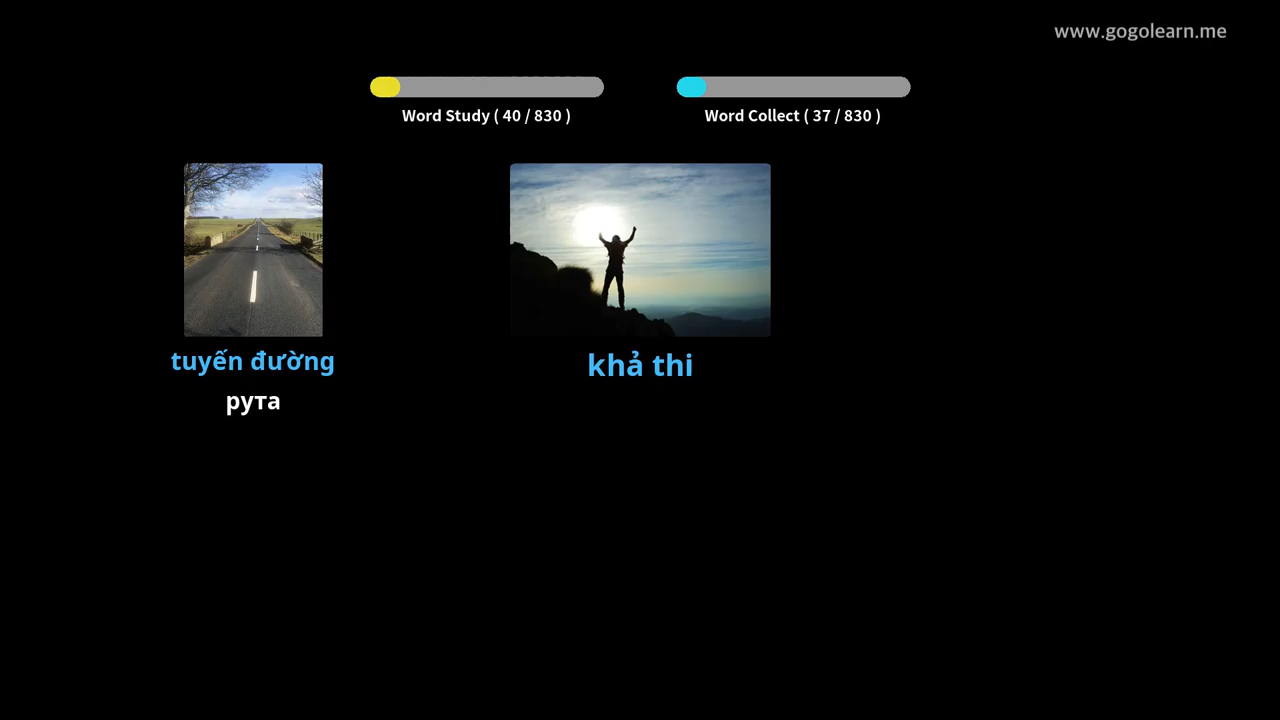 www.gogolearn.me
Word Study ( 40 / 830 )
Word Collect ( 37 / 830 )
tuyến đường
рута
khả thi